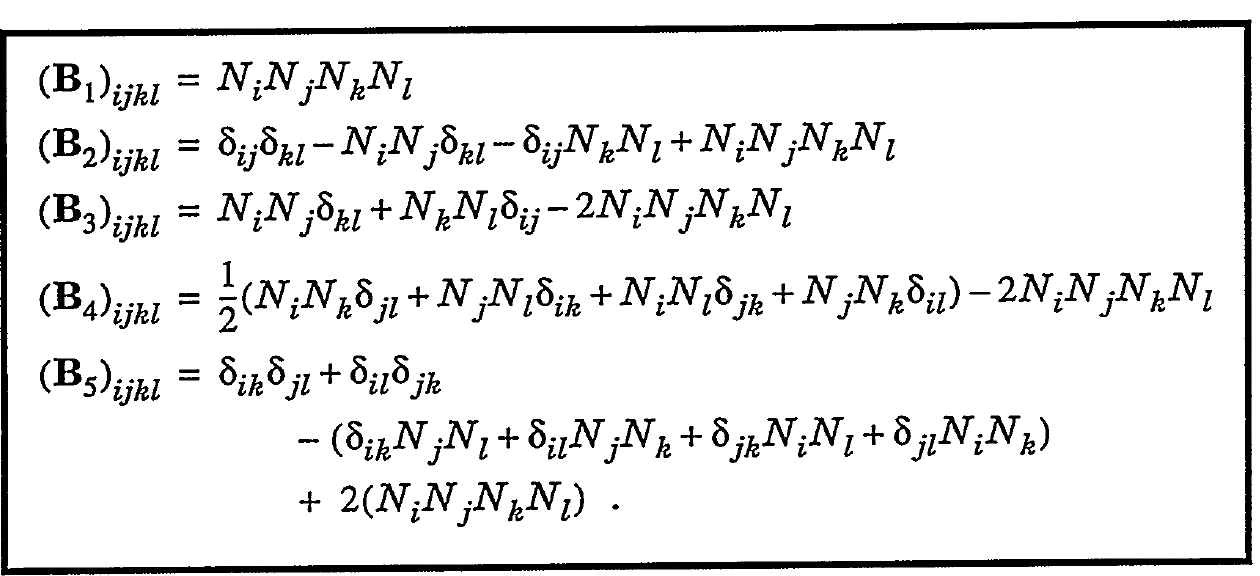 (B₁)ᵢⱼₖₗ = NᵢNⱼNₖNₗ
(B₂)ᵢⱼₖₗ = δᵢⱼδₖₗ − NᵢNⱼδₖₗ − δᵢⱼNₖNₗ + NᵢNⱼNₖNₗ
(B₃)ᵢⱼₖₗ = NᵢNⱼδₖₗ + NₖNₗδᵢⱼ − 2NᵢNⱼNₖNₗ
(B₄)ᵢⱼₖₗ = 1/2(NᵢNₖδⱼₗ + NⱼNₗδᵢₖ + NᵢNₗδⱼₖ + NⱼNₖδᵢₗ) − 2NᵢNⱼNₖNₗ
(B₅)ᵢⱼₖₗ = δᵢₖδⱼₗ + δᵢₗδⱼₖ
− (δᵢₖNⱼNₗ + δᵢₗNⱼNₖ + δⱼₖNᵢNₗ + δⱼₗNᵢNₖ)
+ 2(NᵢNⱼNₖNₗ) .